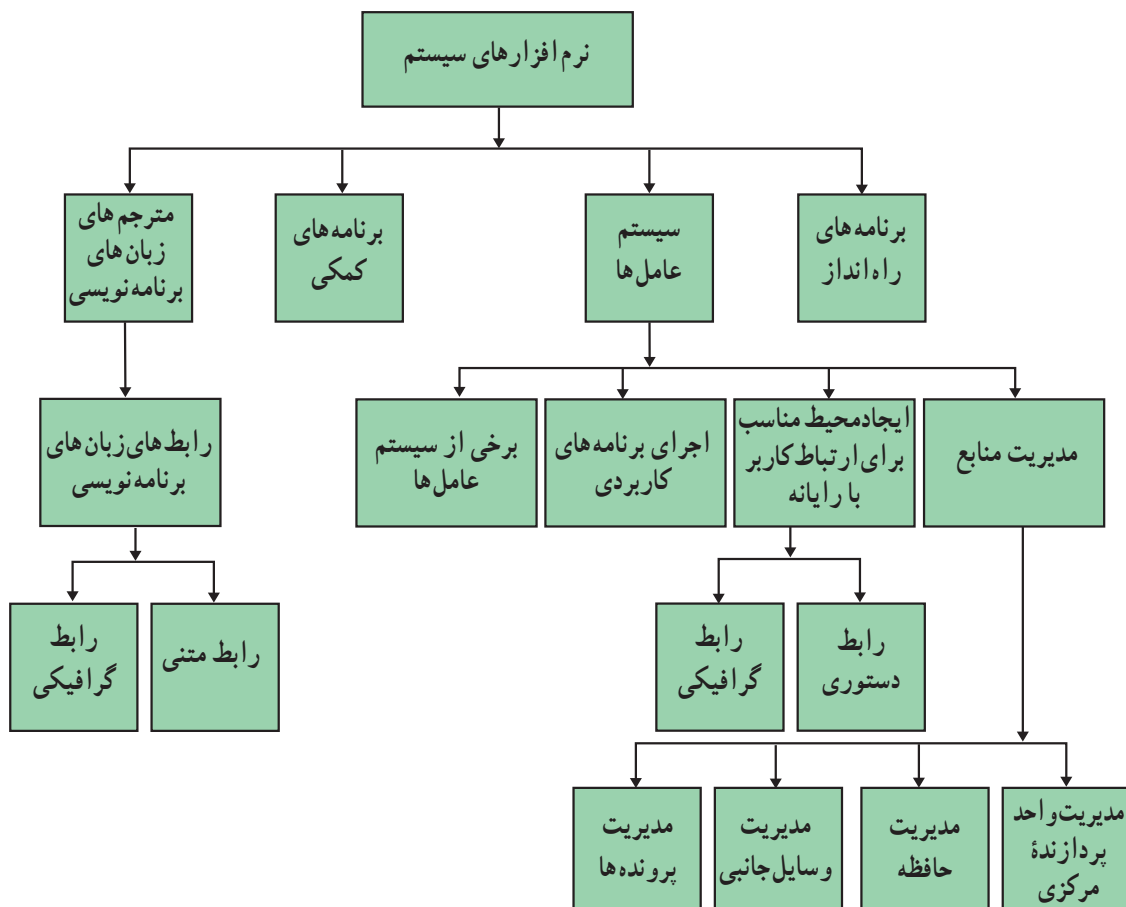 نرم افزارهای سیستم
برنامه‌های
راه‌انداز
سیستم
عامل‌ها
برنامه‌های
کمکی
مترجم‌های
زبان‌های
برنامه‌نویسی
مدیریت منابع
ایجادمحیط مناسب
برای ارتباط کاربر
با رایانه
اجرای برنامه‌های
کاربردی
برخی از سیستم
عامل‌ها
رابط‌های زبان‌های
برنامه‌نویسی
رابط
دستوری
رابط
گرافیکی
رابط متنی
رابط
گرافیکی
مدیریت‌واحد
پردازندهٔ
مرکزی
مدیریت
حافظه
مدیریت
وسایل‌جانبی
مدیریت
پرونده‌ها